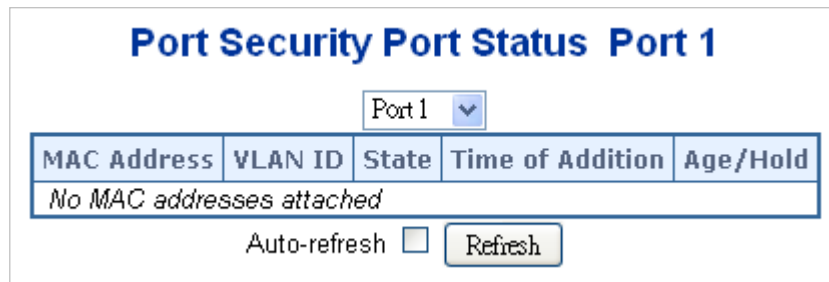 Port Security Port Status Port 1
Port 1
MAC Address VLAN ID State Time of Addition Age/Hold
No MAC addresses attached
Auto-refresh Refresh